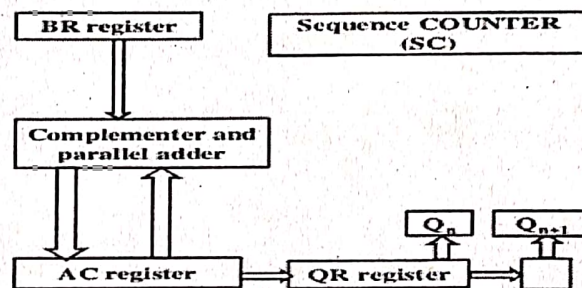 BR register
Sequence COUNTER
(SC)
Complementer and
parallel adder
Qn
Qn+1
AC register
QR register